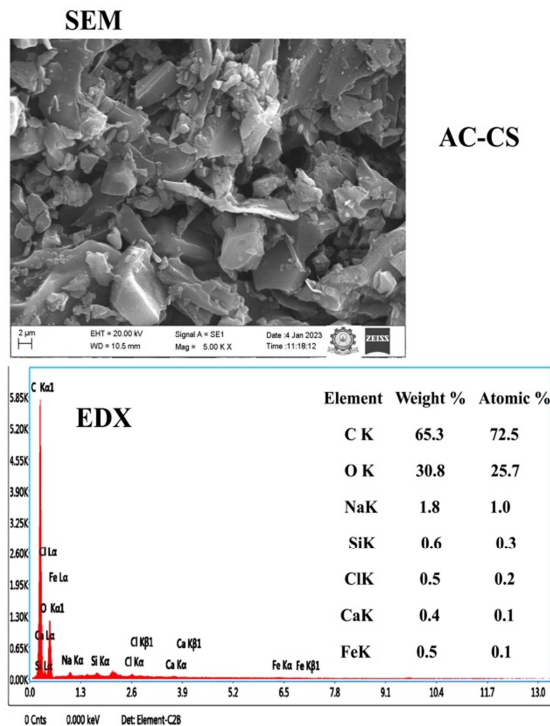 SEM
AC-CS
2 µm
EHT = 20.00 kV
Signal A = SE1
Date :4 Jan 2023
WD = 10.5 mm
Mag = 5.00 K X
Time :11:18:12
ZEISS
EDX
C Kα1
5.85K
5.20K
4.55K
3.90K
3.25K
2.60K
1.95K
1.30K
0.65K
0.00K
Cl Lα
Fe Lα
O Kα1
Ca Lα
Si Lα
Na Kα
Si Kα
Cl Kβ1
Cl Kα
Ca Kβ1
Ca Kα
Fe Kα
Fe Kβ1
0.0 1.3 2.6 3.9 5.2 6.5 7.8 9.1 10.4 11.7 13.0
0 Cnts 0.000 keV Det: Element-C2B
Element Weight % Atomic %
C K 65.3 72.5
O K 30.8 25.7
NaK 1.8 1.0
SiK 0.6 0.3
ClK 0.5 0.2
CaK 0.4 0.1
FeK 0.5 0.1